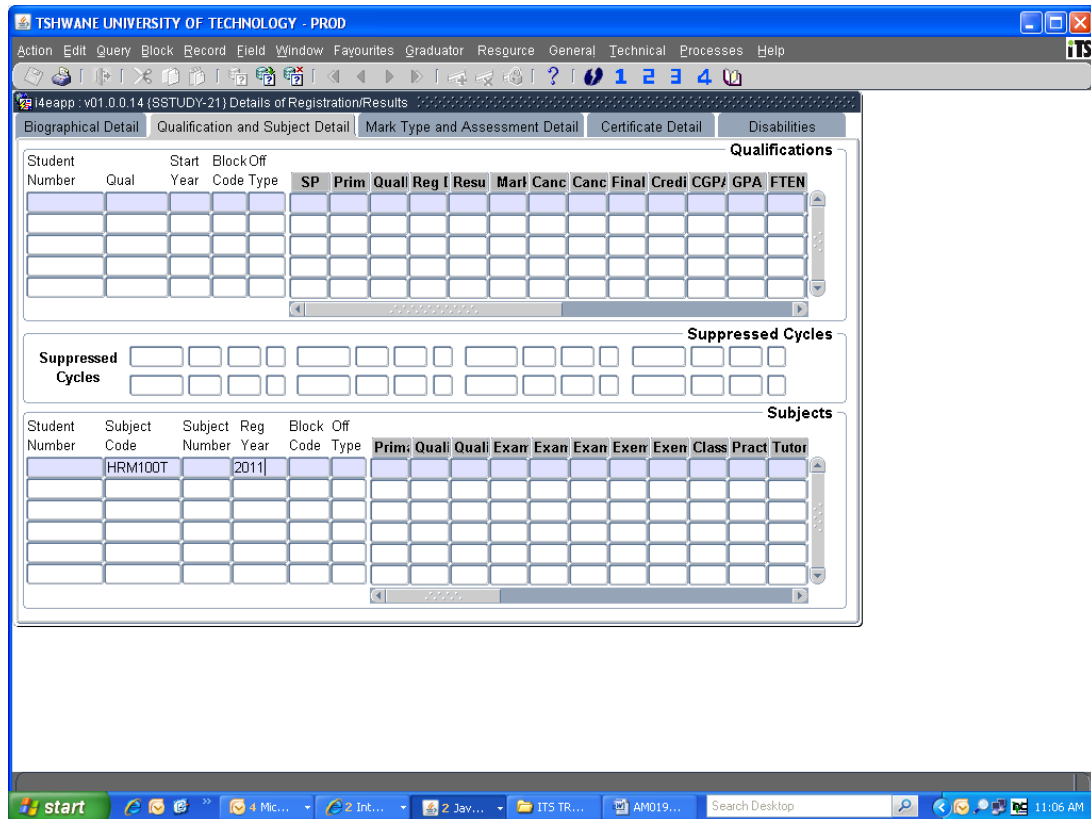 TSHWANE UNIVERSITY OF TECHNOLOGY - PROD
Action Edit Query Block Record Field Window Favourites Graduator Resource General Technical Processes Help
iTS
? 1 2 3 4
i4eapp : v01.0.0.14 {SSTUDY-21} Details of Registration/Results
Biographical Detail Qualification and Subject Detail Mark Type and Assessment Detail Certificate Detail Disabilities
Qualifications
Student Start Block Off
Number Qual Year Code Type SP Prim Quali Reg D Resu Mark Canc Canc Final Credi CGPA GPA FTEN
Suppressed Cycles
Suppressed
Cycles
Subjects
Student Subject Subject Reg Block Off
Number Code Number Year Code Type Prima Quali Quali Exam Exam Exam Exem Exem Class Pract Tutor
HRM100T 2011
start » 4 Mic... 2 Int... 2 Jav... ITS TR... AM019... Search Desktop 11:06 AM